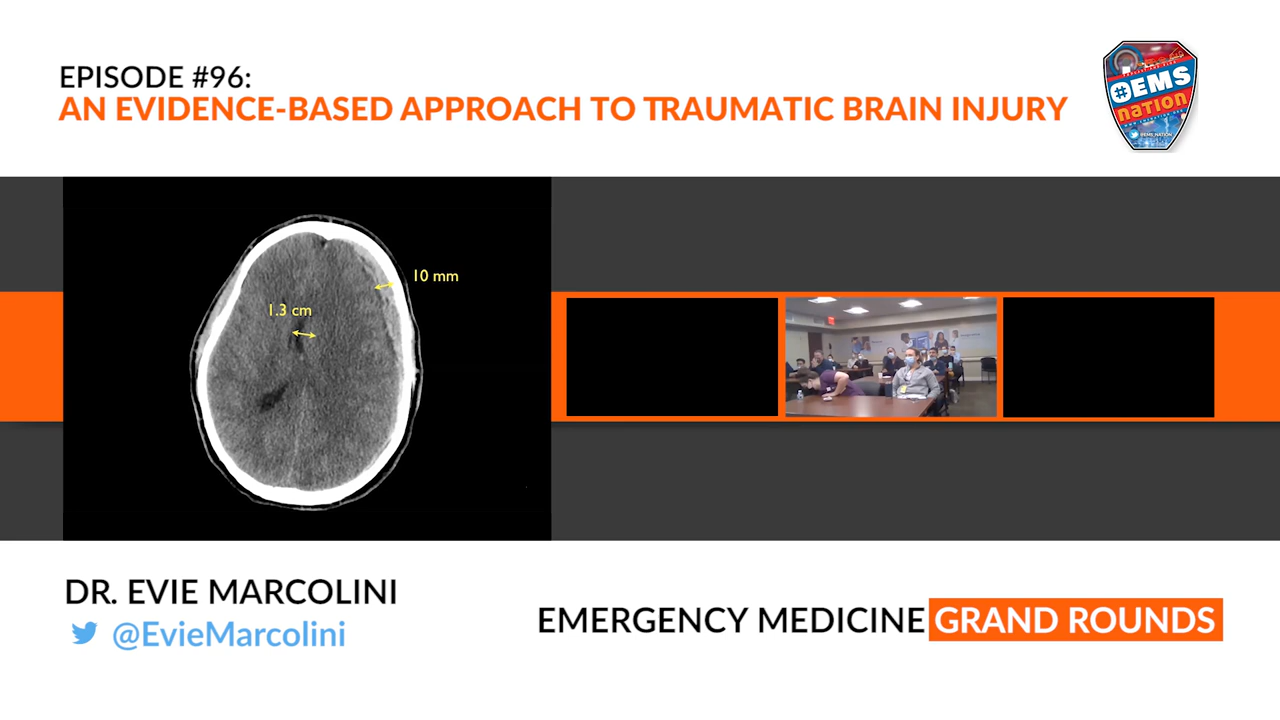 EPISODE #96:
AN EVIDENCE-BASED APPROACH TO TRAUMATIC BRAIN INJURY
#EMS
nation
@EMS_NATION
10 mm
1.3 cm
DR. EVIE MARCOLINI
@EvieMarcolini
EMERGENCY MEDICINE GRAND ROUNDS